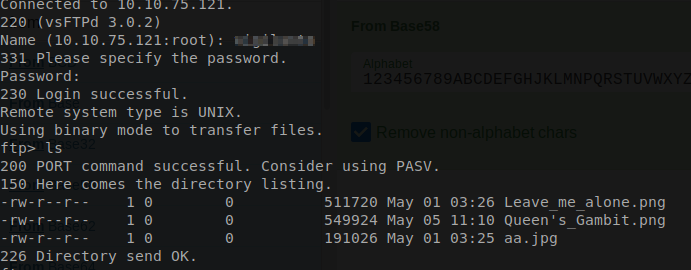 Connected to 10.10.75.121.
220 (vsFTPd 3.0.2)
Name (10.10.75.121:root):
331 Please specify the password.
Password:
230 Login successful.
Remote system type is UNIX.
Using binary mode to transfer files.
ftp> ls
200 PORT command successful. Consider using PASV.
150 Here comes the directory listing.
-rw-r--r-- 1 0 0 511720 May 01 03:26 Leave_me_alone.png
-rw-r--r-- 1 0 0 549924 May 05 11:10 Queen's_Gambit.png
-rw-r--r-- 1 0 0 191026 May 01 03:25 aa.jpg
226 Directory send OK.
From Base58
Alphabet
123456789ABCDEFGHJKLMNPQRSTUVWXYZ
Remove non-alphabet chars